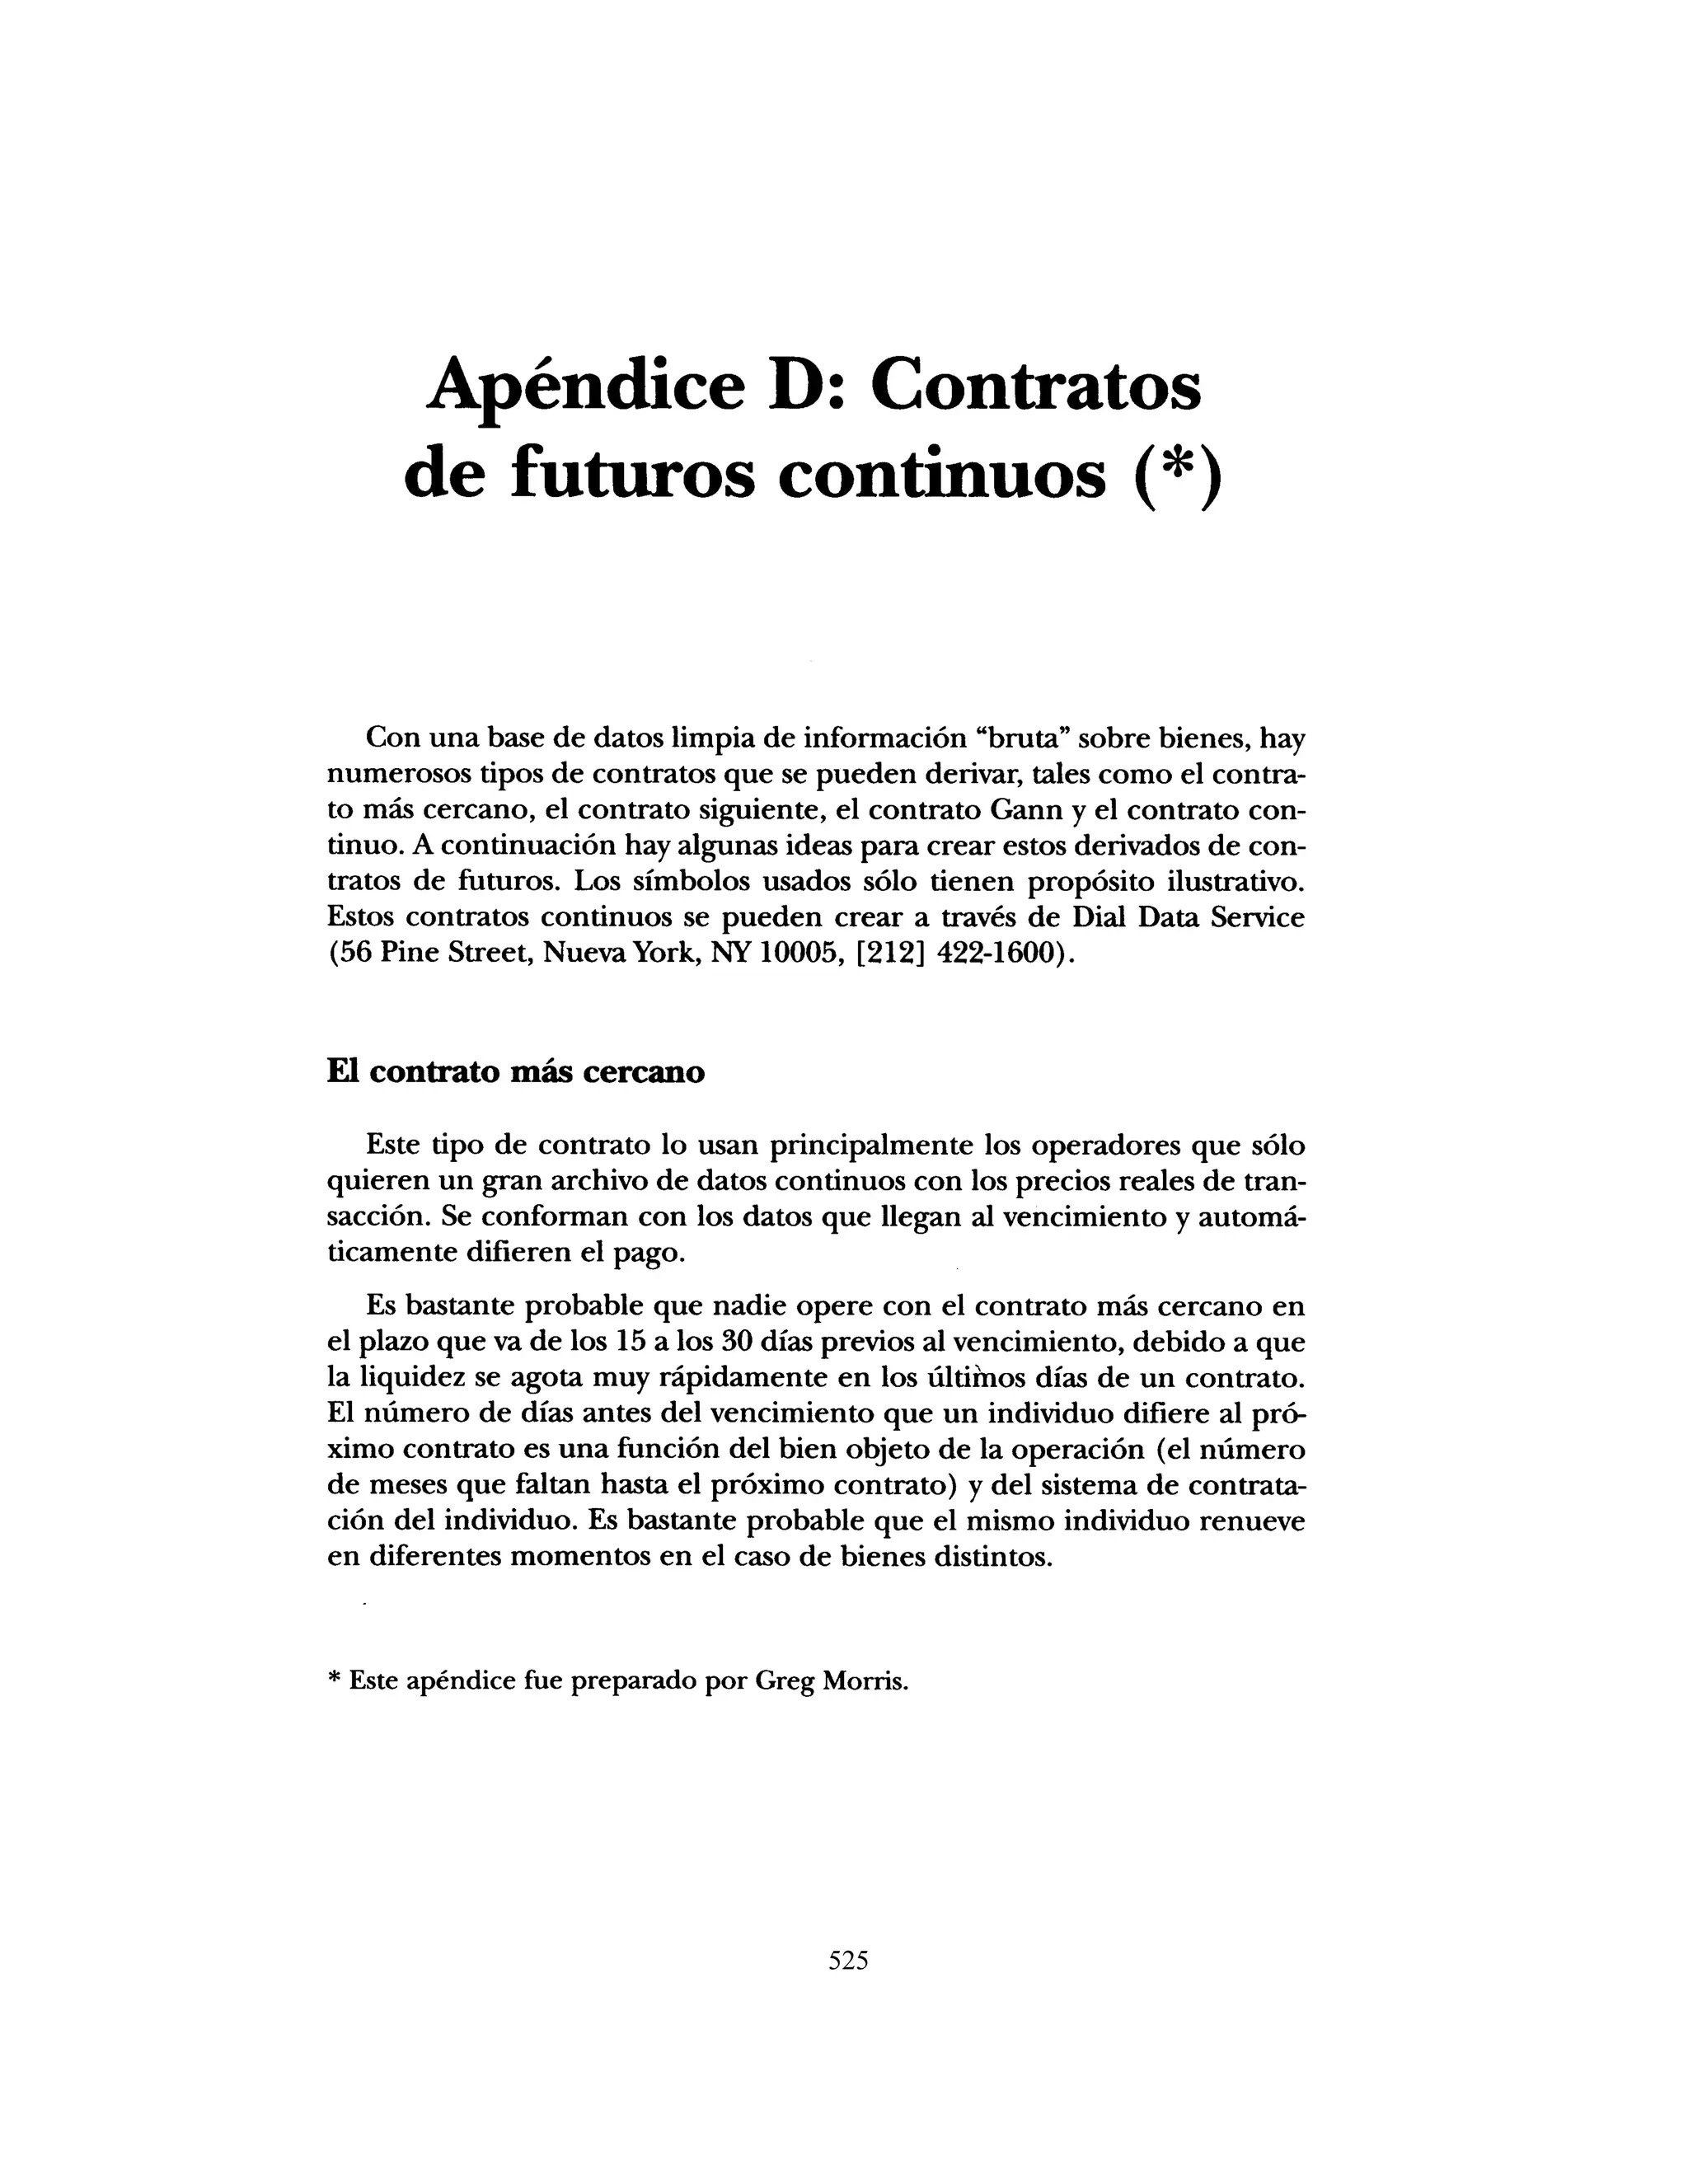 Apéndice D: Contratos
de futuros continuos (*)
Con una base de datos limpia de información “bruta” sobre bienes, hay
numerosos tipos de contratos que se pueden derivar, tales como el contra-
to más cercano, el contrato siguiente, el contrato Gann y el contrato con-
tinuo. A continuación hay algunas ideas para crear estos derivados de con-
tratos de futuros. Los símbolos usados sólo tienen propósito ilustrativo.
Estos contratos continuos se pueden crear a través de Dial Data Service
(56 Pine Street, Nueva York, NY 10005, [212] 422-1600).
El contrato más cercano
Este tipo de contrato lo usan principalmente los operadores que sólo
quieren un gran archivo de datos continuos con los precios reales de tran-
sacción. Se conforman con los datos que llegan al vencimiento y automá-
ticamente difieren el pago.
Es bastante probable que nadie opere con el contrato más cercano en
el plazo que va de los 15 a los 30 días previos al vencimiento, debido a que
la liquidez se agota muy rápidamente en los últimos días de un contrato.
El número de días antes del vencimiento que un individuo difiere al pró-
ximo contrato es una función del bien objeto de la operación (el número
de meses que faltan hasta el próximo contrato) y del sistema de contrata-
ción del individuo. Es bastante probable que el mismo individuo renueve
en diferentes momentos en el caso de bienes distintos.
* Este apéndice fue preparado por Greg Morris.
525